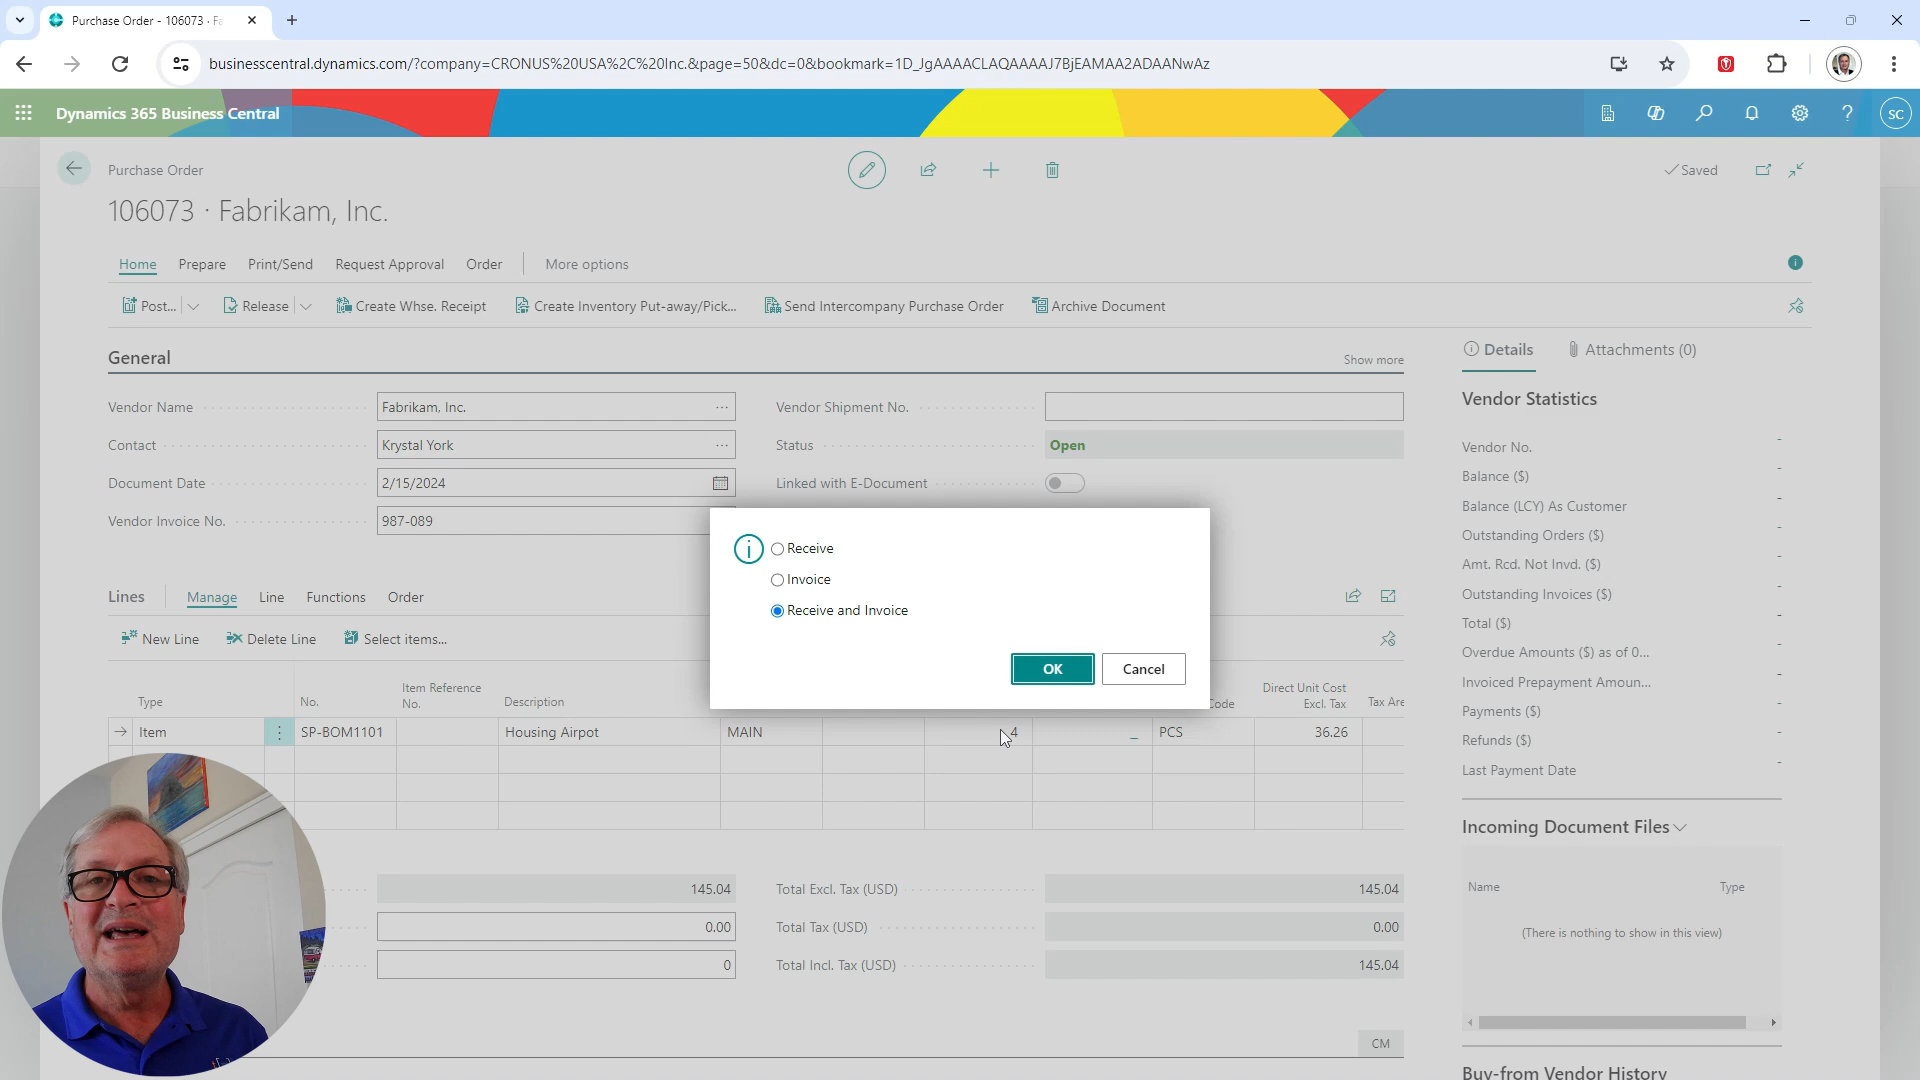 Purchase Order - 106073 · Fa
businesscentral.dynamics.com/?company=CRONUS%20USA%2C%20Inc.&page=50&dc=0&bookmark=1D_JgAAAACLAQAAAAJ7BjEAMAA2ADAANwAz
Dynamics 365 Business Central
SC
Purchase Order
Saved
106073 · Fabrikam, Inc.
Home Prepare Print/Send Request Approval Order More options
Post... Release Create Whse. Receipt Create Inventory Put-away/Pick... Send Intercompany Purchase Order Archive Document
General
Show more
Vendor Name
Fabrikam, Inc.
Vendor Shipment No.
Contact
Krystal York
Status
Open
Document Date
2/15/2024
Linked with E-Document
Vendor Invoice No.
987-089
Receive
Invoice
Receive and Invoice
OK Cancel
Lines Manage Line Functions Order
New Line Delete Line Select items...
Type No. Item Reference No. Description Code Direct Unit Cost Excl. Tax Tax Are
Item SP-BOM1101 Housing Airpot MAIN 4 _ PCS 36.26
145.04 Total Excl. Tax (USD) 145.04
0.00 Total Tax (USD) 0.00
0 Total Incl. Tax (USD) 145.04
CM
Details Attachments (0)
Vendor Statistics
Vendor No. -
Balance ($) -
Balance (LCY) As Customer -
Outstanding Orders ($) -
Amt. Rcd. Not Invd. ($) -
Outstanding Invoices ($) -
Total ($) -
Overdue Amounts ($) as of 0... -
Invoiced Prepayment Amoun... -
Payments ($) -
Refunds ($) -
Last Payment Date -
Incoming Document Files
Name Type
(There is nothing to show in this view)
Buy-from Vendor History